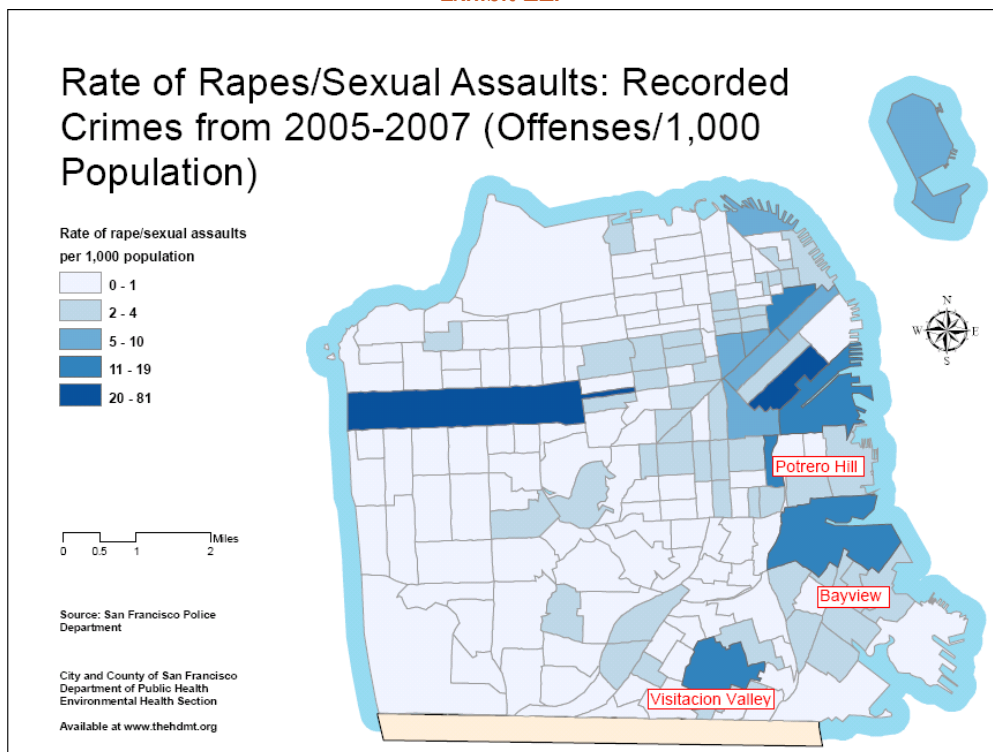 Rate of Rapes/Sexual Assaults: Recorded
Crimes from 2005-2007 (Offenses/1,000
Population)
Rate of rape/sexual assaults
per 1,000 population
0 - 1
2 - 4
5 - 10
11 - 19
20 - 81
N
W E
S
Potrero Hill
Bayview
Visitacion Valley
Miles
0 0.5 1 2
Source: San Francisco Police
Department
City and County of San Francisco
Department of Public Health
Environmental Health Section
Available at www.thehdmt.org